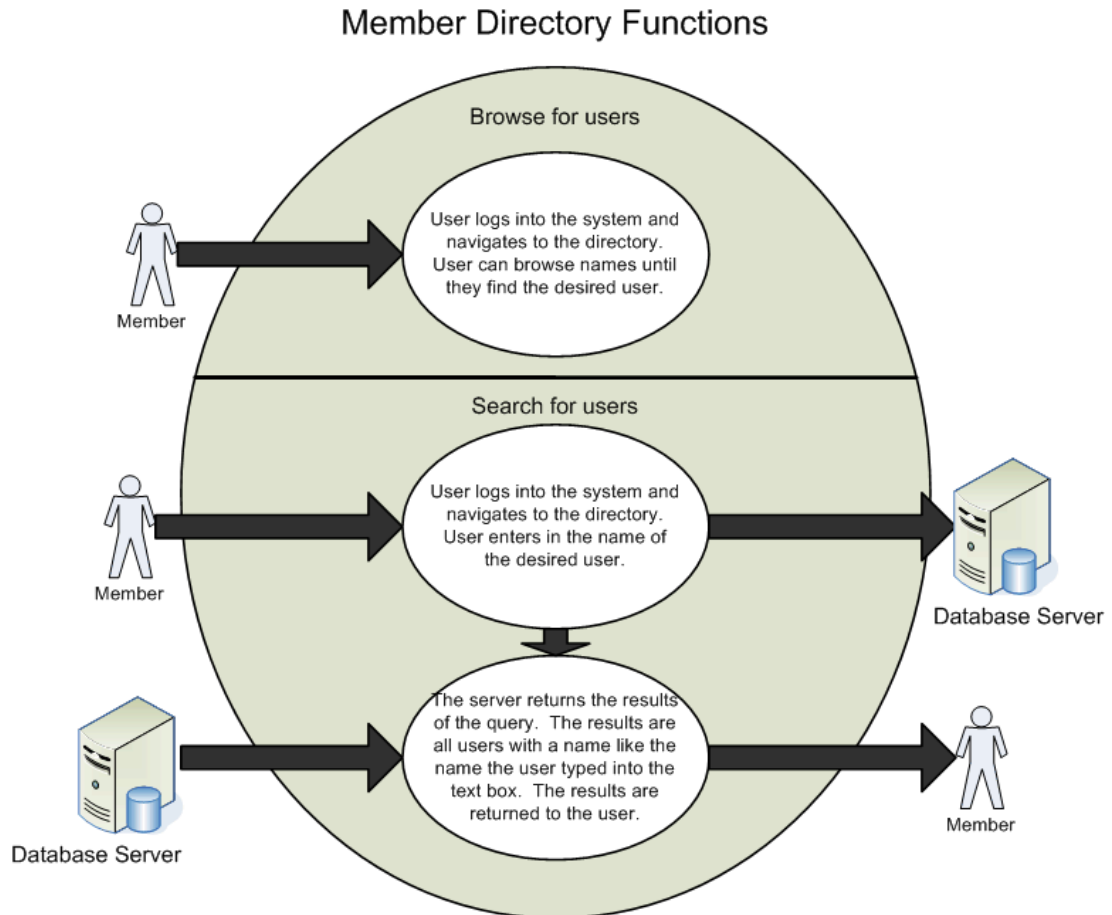 Member Directory Functions
Browse for users
User logs into the system and
navigates to the directory.
User can browse names until
they find the desired user.
Member
Search for users
User logs into the system and
navigates to the directory.
User enters in the name of
the desired user.
Member
Database Server
The server returns the results
of the query. The results are
all users with a name like the
name the user typed into the
text box. The results are
returned to the user.
Database Server
Member